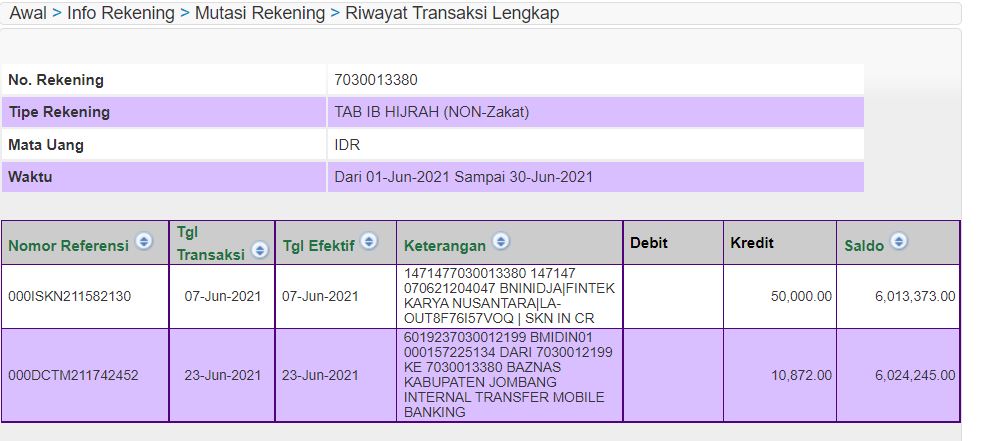 Awal > Info Rekening > Mutasi Rekening > Riwayat Transaksi Lengkap
No. Rekening 7030013380
Tipe Rekening TAB IB HIJRAH (NON-Zakat)
Mata Uang IDR
Waktu Dari 01-Jun-2021 Sampai 30-Jun-2021
Nomor Referensi Tgl Transaksi Tgl Efektif Keterangan Debit Kredit Saldo
000ISKN211582130 07-Jun-2021 07-Jun-2021
1471477030013380 147147
070621204047 BNINIDJA|FINTEK
KARYA NUSANTARA|LA-
OUT8F76I57VOQ | SKN IN CR
50,000.00 6,013,373.00
000DCTM211742452 23-Jun-2021 23-Jun-2021
6019237030012199 BMIDIN01
000157225134 DARI 7030012199
KE 7030013380 BAZNAS
KABUPATEN JOMBANG
INTERNAL TRANSFER MOBILE
BANKING
10,872.00 6,024,245.00